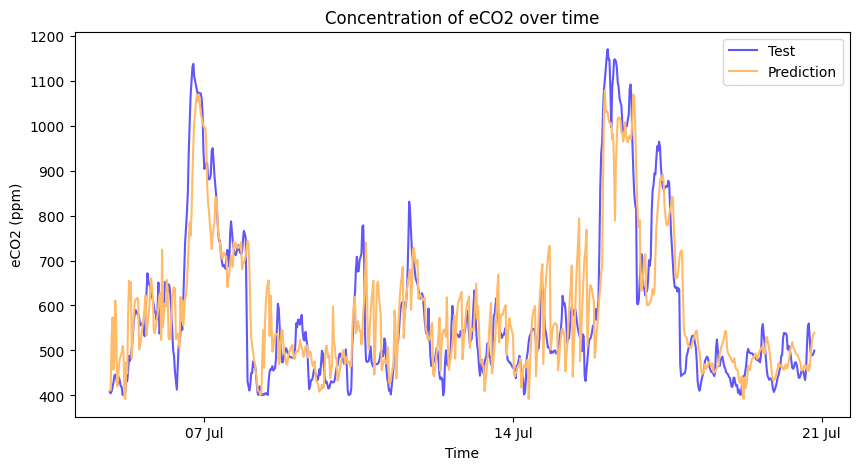 Concentration of eCO2 over time
1200
1100
1000
900
800
700
600
500
400
eCO2 (ppm)
Test
Prediction
07 Jul
14 Jul
21 Jul
Time